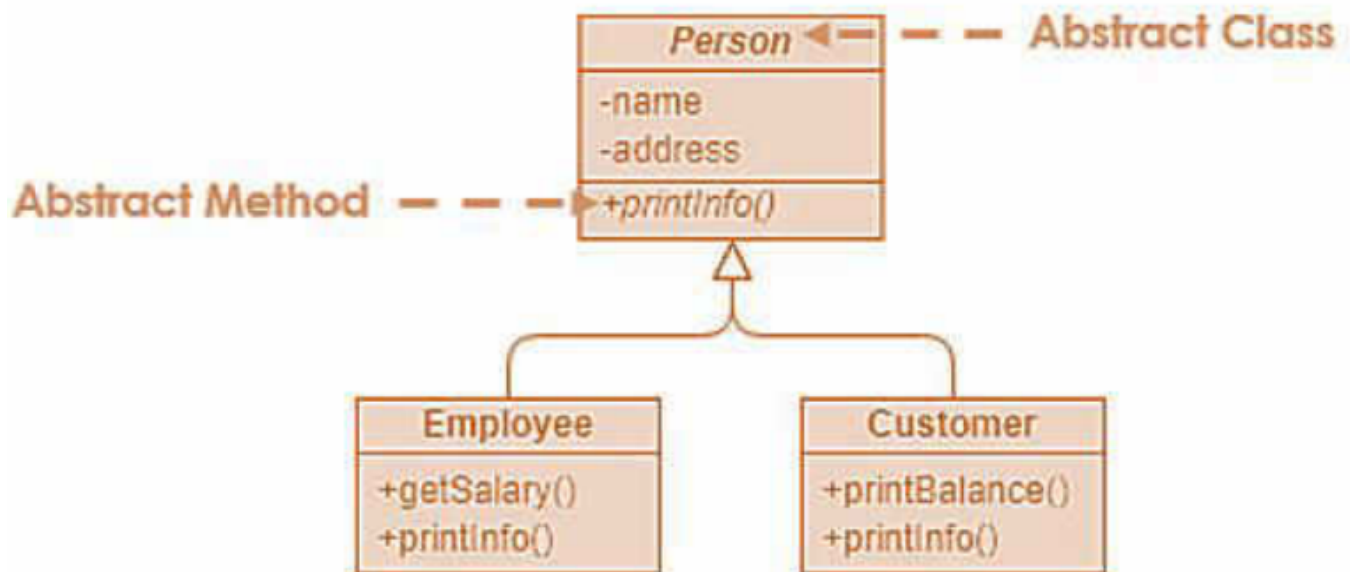 Person
Abstract Class
-name
-address
Abstract Method
+printInfo()
Employee
+getSalary()
+printInfo()
Customer
+printBalance()
+printInfo()